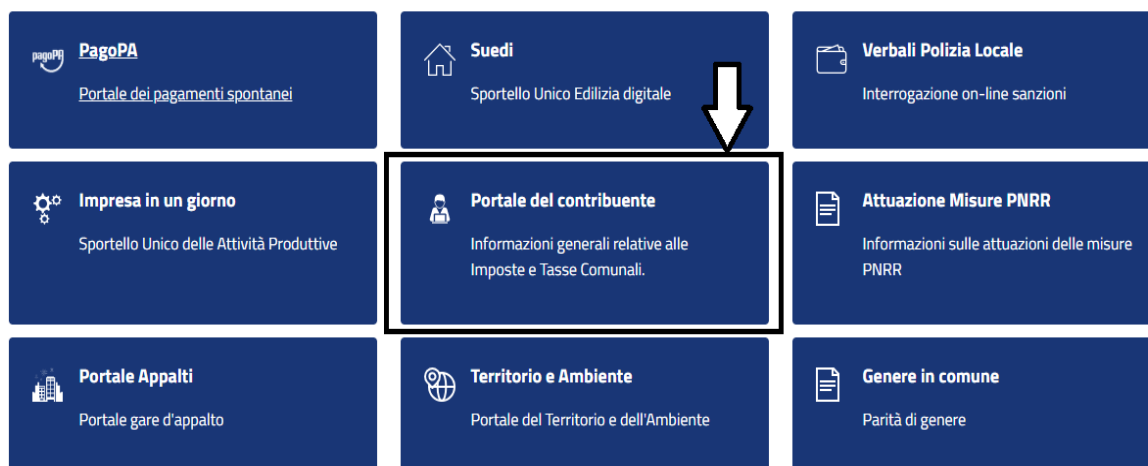 pagoPA
PagoPA
Portale dei pagamenti spontanei
Suedi
Sportello Unico Edilizia digitale
Verbali Polizia Locale
Interrogazione on-line sanzioni
Impresa in un giorno
Sportello Unico delle Attività Produttive
Portale del contribuente
Informazioni generali relative alle
Imposte e Tasse Comunali.
Attuazione Misure PNRR
Informazioni sulle attuazioni delle misure
PNRR
Portale Appalti
Portale gare d'appalto
Territorio e Ambiente
Portale del Territorio e dell'Ambiente
Genere in comune
Parità di genere